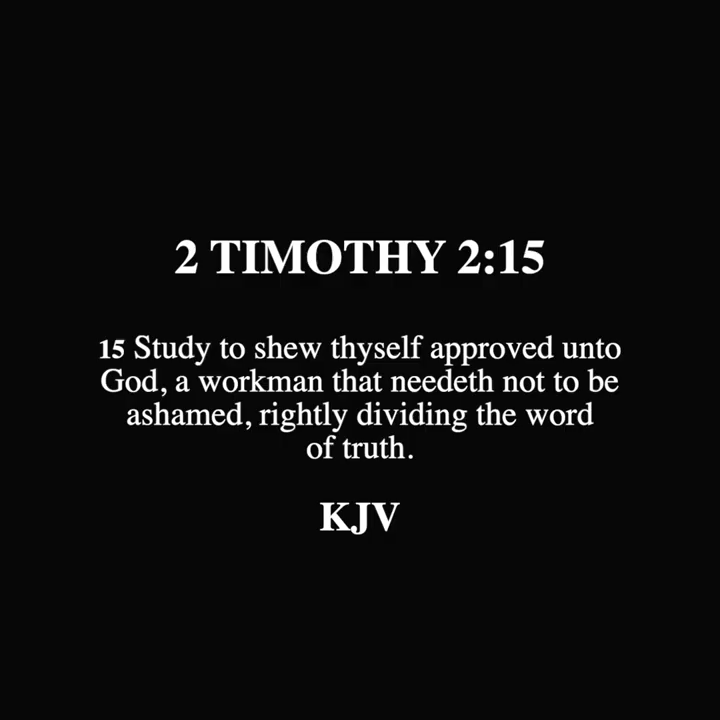 2 TIMOTHY 2:15
15 Study to shew thyself approved unto
God, a workman that needeth not to be
ashamed, rightly dividing the word
of truth.
KJV